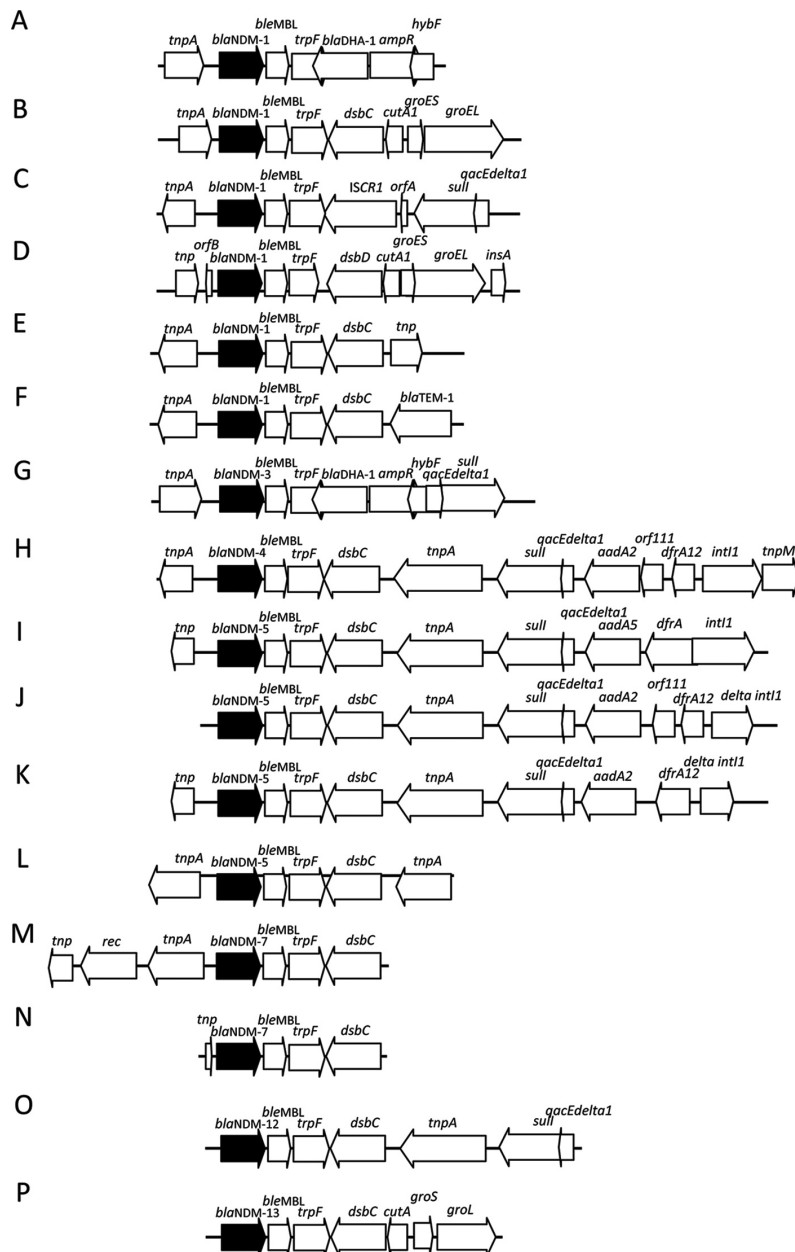 A
tnpA blaNDM-1 bleMBL trpF blaDHA-1 ampR hybF
B
tnpA blaNDM-1 bleMBL trpF dsbC cutA1 groES groEL
C
tnpA blaNDM-1 bleMBL trpF ISCR1 orfA sulI qacEdelta1
D
tnp orfB blaNDM-1 bleMBL trpF dsbD cutA1 groES groEL insA
E
tnpA blaNDM-1 bleMBL trpF dsbC tnp
F
tnpA blaNDM-1 bleMBL trpF dsbC blaTEM-1
G
tnpA blaNDM-3 bleMBL trpF blaDHA-1 ampR hybF qacEdelta1 sulI
H
tnpA blaNDM-4 bleMBL trpF dsbC tnpA sulI qacEdelta1 aadA2 orf111 dfrA12 intI1 tnpM
I
tnp blaNDM-5 bleMBL trpF dsbC tnpA sulI qacEdelta1 aadA5 dfrA intI1
J
blaNDM-5 bleMBL trpF dsbC tnpA sulI qacEdelta1 aadA2 orf111 dfrA12 delta intI1
K
tnp blaNDM-5 bleMBL trpF dsbC tnpA sulI qacEdelta1 aadA2 dfrA12 delta intI1
L
tnpA blaNDM-5 bleMBL trpF dsbC tnpA
M
tnp rec tnpA blaNDM-7 bleMBL trpF dsbC
N
tnp blaNDM-7 bleMBL trpF dsbC
O
blaNDM-12 bleMBL trpF dsbC tnpA sulI qacEdelta1
P
blaNDM-13 bleMBL trpF dsbC cutA groS groL